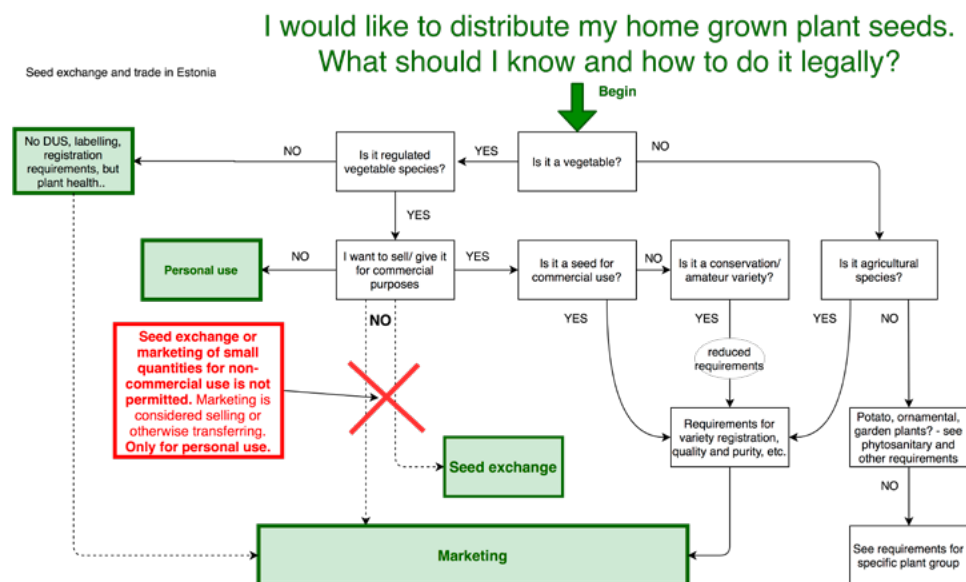 I would like to distribute my home grown plant seeds.
What should I know and how to do it legally?
Seed exchange and trade in Estonia
Begin
No DUS, labelling,
registration
requirements, but
plant health..
NO
Is it regulated
vegetable species?
YES
Is it a vegetable?
NO
YES
Personal use
NO
I want to sell/ give it
for commercial
purposes
YES
Is it a seed for
commercial use?
NO
Is it a conservation/
amateur variety?
Is it agricultural
species?
NO
YES
YES
YES
NO
Seed exchange or
marketing of small
quantities for non-
commercial use is not
permitted. Marketing is
considered selling or
otherwise transferring.
Only for personal use.
reduced
requirements
Requirements for
variety registration,
quality and purity, etc.
Potato, ornamental,
garden plants? - see
phytosanitary and
other requirements
Seed exchange
NO
Marketing
See requirements for
specific plant group